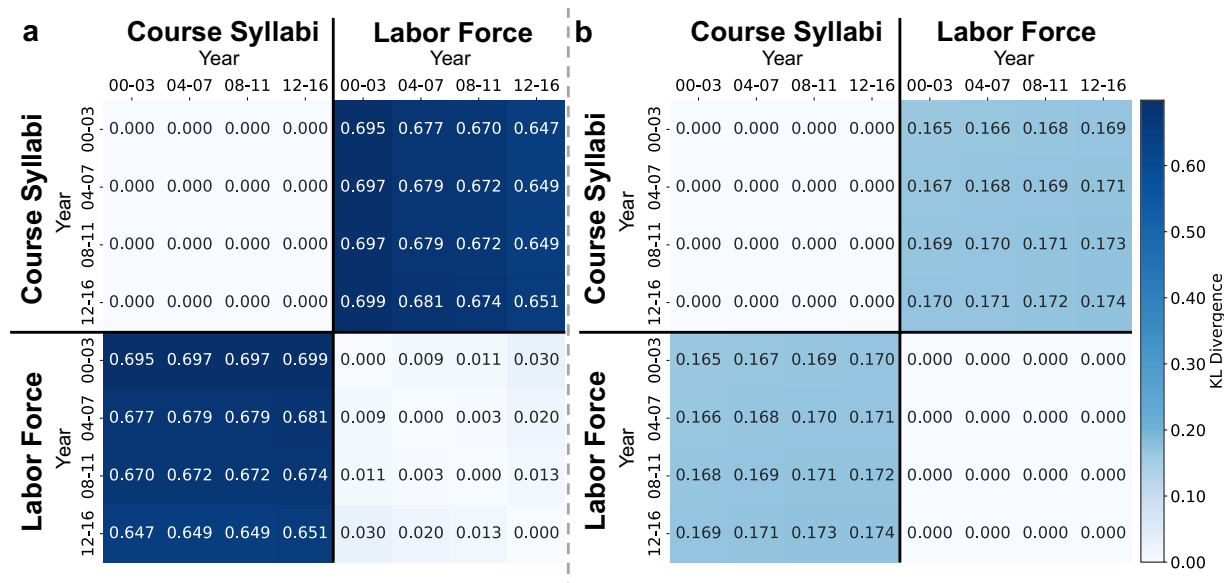 a
Course Syllabi
Labor Force
Year
Year
00-03 04-07 08-11 12-16 00-03 04-07 08-11 12-16
Course Syllabi
Year
00-03
0.000 0.000 0.000 0.000 0.695 0.677 0.670 0.647
04-07
0.000 0.000 0.000 0.000 0.697 0.679 0.672 0.649
08-11
0.000 0.000 0.000 0.000 0.697 0.679 0.672 0.649
12-16
0.000 0.000 0.000 0.000 0.699 0.681 0.674 0.651
Labor Force
Year
00-03
0.695 0.697 0.697 0.699 0.000 0.009 0.011 0.030
04-07
0.677 0.679 0.679 0.681 0.009 0.000 0.003 0.020
08-11
0.670 0.672 0.672 0.674 0.011 0.003 0.000 0.013
12-16
0.647 0.649 0.649 0.651 0.030 0.020 0.013 0.000
b
Course Syllabi
Labor Force
Year
Year
00-03 04-07 08-11 12-16 00-03 04-07 08-11 12-16
Course Syllabi
Year
00-03
0.000 0.000 0.000 0.000 0.165 0.166 0.168 0.169
04-07
0.000 0.000 0.000 0.000 0.167 0.168 0.169 0.171
08-11
0.000 0.000 0.000 0.000 0.169 0.170 0.171 0.173
12-16
0.000 0.000 0.000 0.000 0.170 0.171 0.172 0.174
Labor Force
Year
00-03
0.165 0.167 0.169 0.170 0.000 0.000 0.000 0.000
04-07
0.166 0.168 0.170 0.171 0.000 0.000 0.000 0.000
08-11
0.168 0.169 0.171 0.172 0.000 0.000 0.000 0.000
12-16
0.169 0.171 0.173 0.174 0.000 0.000 0.000 0.000
0.60
0.50
0.40
0.30
0.20
0.10
0.00
KL Divergence